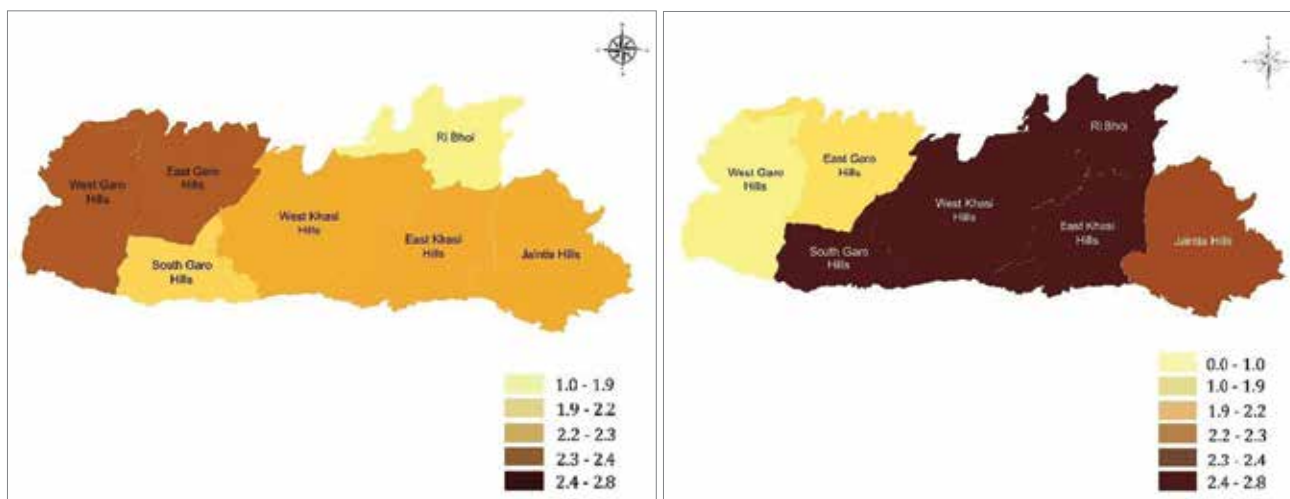 Ri Bhoi
West Garo
Hills
East Garo
Hills
West Khasi
Hills
East Kasi
Hills
Jaintia Hills
South Garo
Hills
1.0 - 1.9
1.9 - 2.2
2.2 - 2.3
2.3 - 2.4
2.4 - 2.8
Ri Bhoi
West Garo
Hills
East Garo
Hills
West Khasi
Hills
East Khasi
Hills
South Garo
Hills
Jaintia Hills
0.0 - 1.0
1.0 - 1.9
1.9 - 2.2
2.2 - 2.3
2.3 - 2.4
2.4 - 2.8